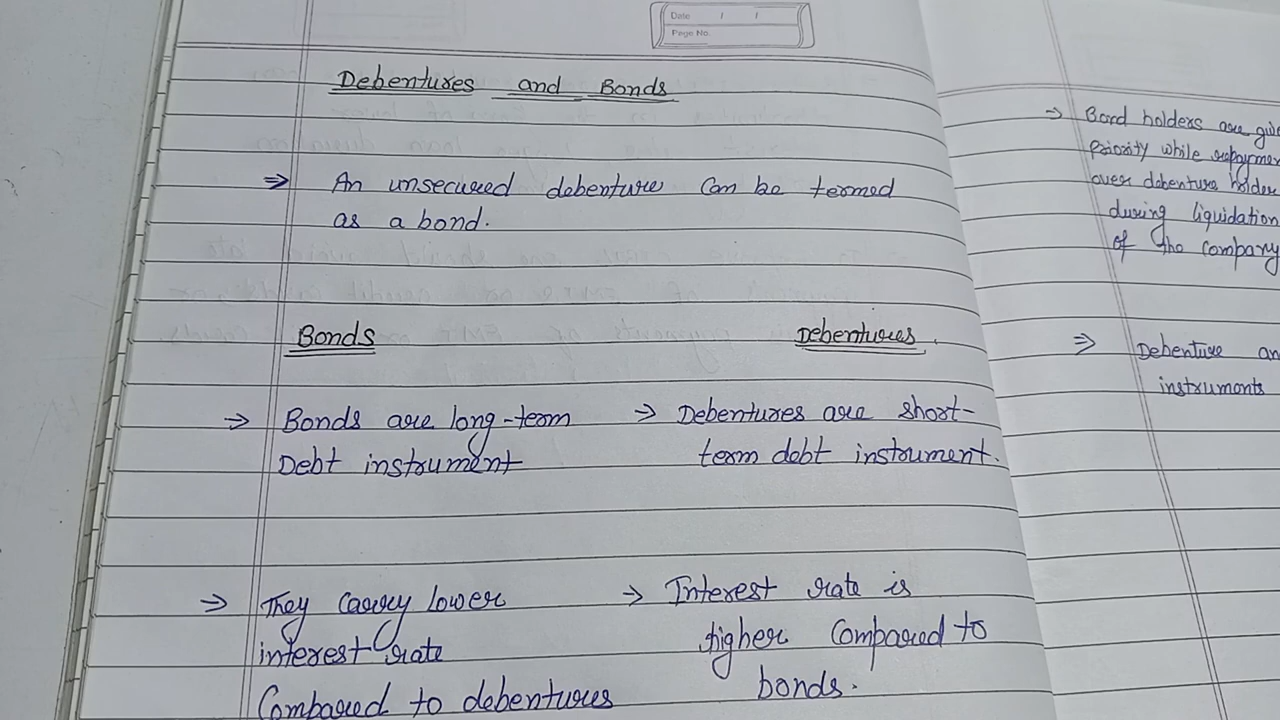 Date / /
Page No.
Debentures and Bonds
⇒ An unsecured debenture can be termed
as a bond.
Bonds
Debentures.
→ Bonds are long-term
Debt instrument
→ Debentures are short-
term debt instrument.
⇒ They carry lower
interest rate
Compared to debentures
→ Interest rate is
higher compared to
bonds.
→ Bond holders are
priority while
over debenture
during liquidation
of the company
⇒ Debenture
instruments